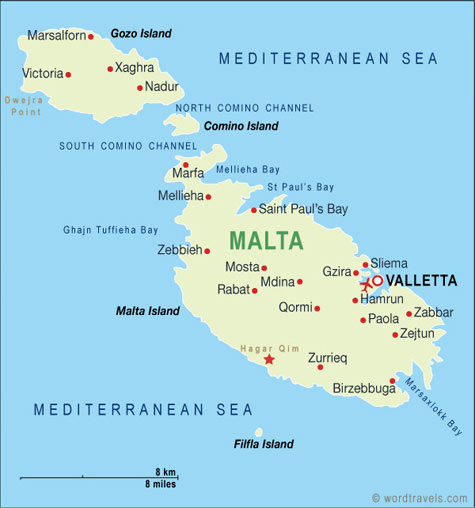 Marsalforn
Gozo Island
MEDITERRANEAN SEA
Victoria
Xaghra
Nadur
Dwejra
Point
NORTH COMINO CHANNEL
Comino Island
SOUTH COMINO CHANNEL
Marfa
Mellieha Bay
Mellieha
St Paul's Bay
Saint Paul's Bay
Ghajn Tuffieha Bay
MALTA
Zebbieh
Sliema
Mosta
Gzira
VALLETTA
Mdina
Rabat
Hamrun
Malta Island
Qormi
Paola
Zabbar
Zejtun
Hagar Qim
Zurrieq
Birzebbuga
Marsaxlokk Bay
MEDITERRANEAN SEA
Filfla Island
8 km
8 miles
© wordtravels.com